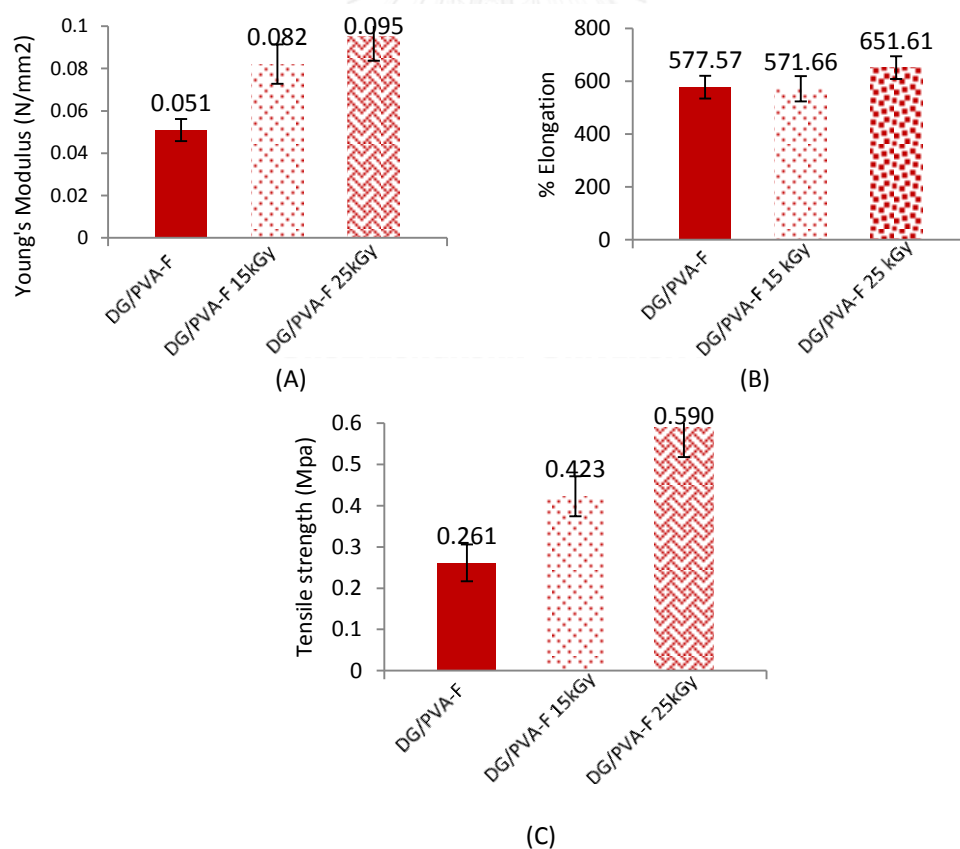 Young's Modulus (N/mm2)
0.1
0.08
0.06
0.04
0.02
0
0.051
0.082
0.095
DG/PVA-F
DG/PVA-F 15kGy
DG/PVA-F 25kGy
(A)
% Elongation
800
600
400
200
0
577.57
571.66
651.61
DG/PVA-F
DG/PVA-F 15 kGy
DG/PVA-F 25 kGy
(B)
Tensile strength (Mpa)
0.6
0.5
0.4
0.3
0.2
0.1
0
0.261
0.423
0.590
DG/PVA-F
DG/PVA-F 15kGy
DG/PVA-F 25kGy
(C)